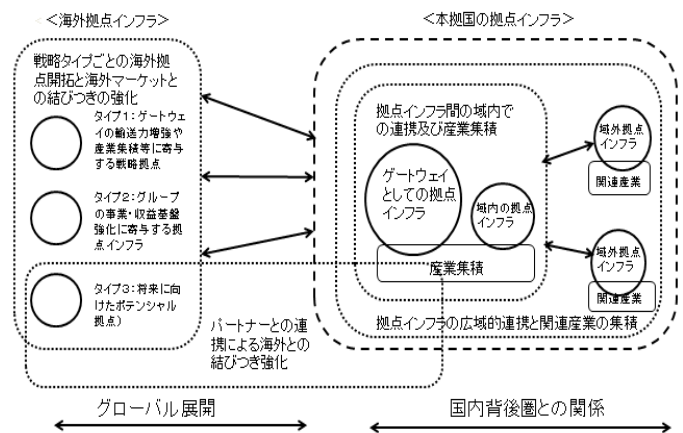 ＜海外拠点インフラ＞
＜本拠国の拠点インフラ＞
戦略タイプごとの海外拠
点開拓と海外マーケットと
の結びつきの強化
タイプ1：ゲートウェ
イの輸送力増強や
産業集積等に寄与
する戦略拠点
タイプ2：グループ
の事業・収益基盤
強化に寄与する拠
点インフラ
タイプ3：将来に向
けたポテンシャル
拠点）
パートナーとの連
携による海外との
結びつき強化
拠点インフラ間の域内で
の連携及び産業集積
ゲートウェイ
としての拠点
インフラ
域内の拠点
インフラ
産業集積
域外拠点
インフラ
関連産業
域外拠点
インフラ
関連産業
拠点インフラの広域的連携と関連産業の集積
グローバル展開
国内背後圏との関係